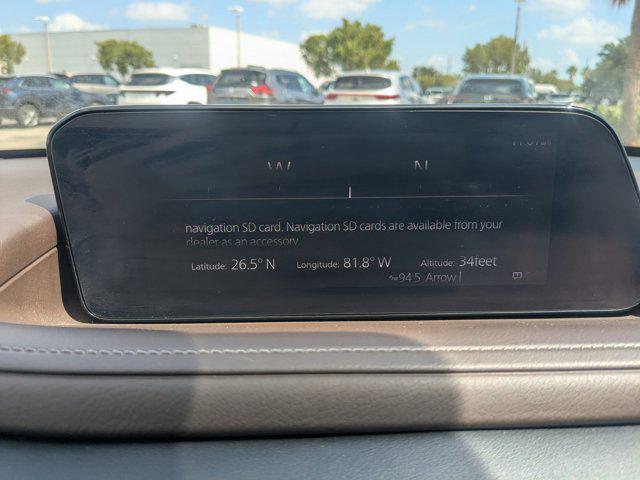 W N
navigation SD card. Navigation SD cards are available from your
dealer as an accessory.
Latitude: 26.5° N Longitude: 81.8° W Altitude: 34feet
94.5 Arrow